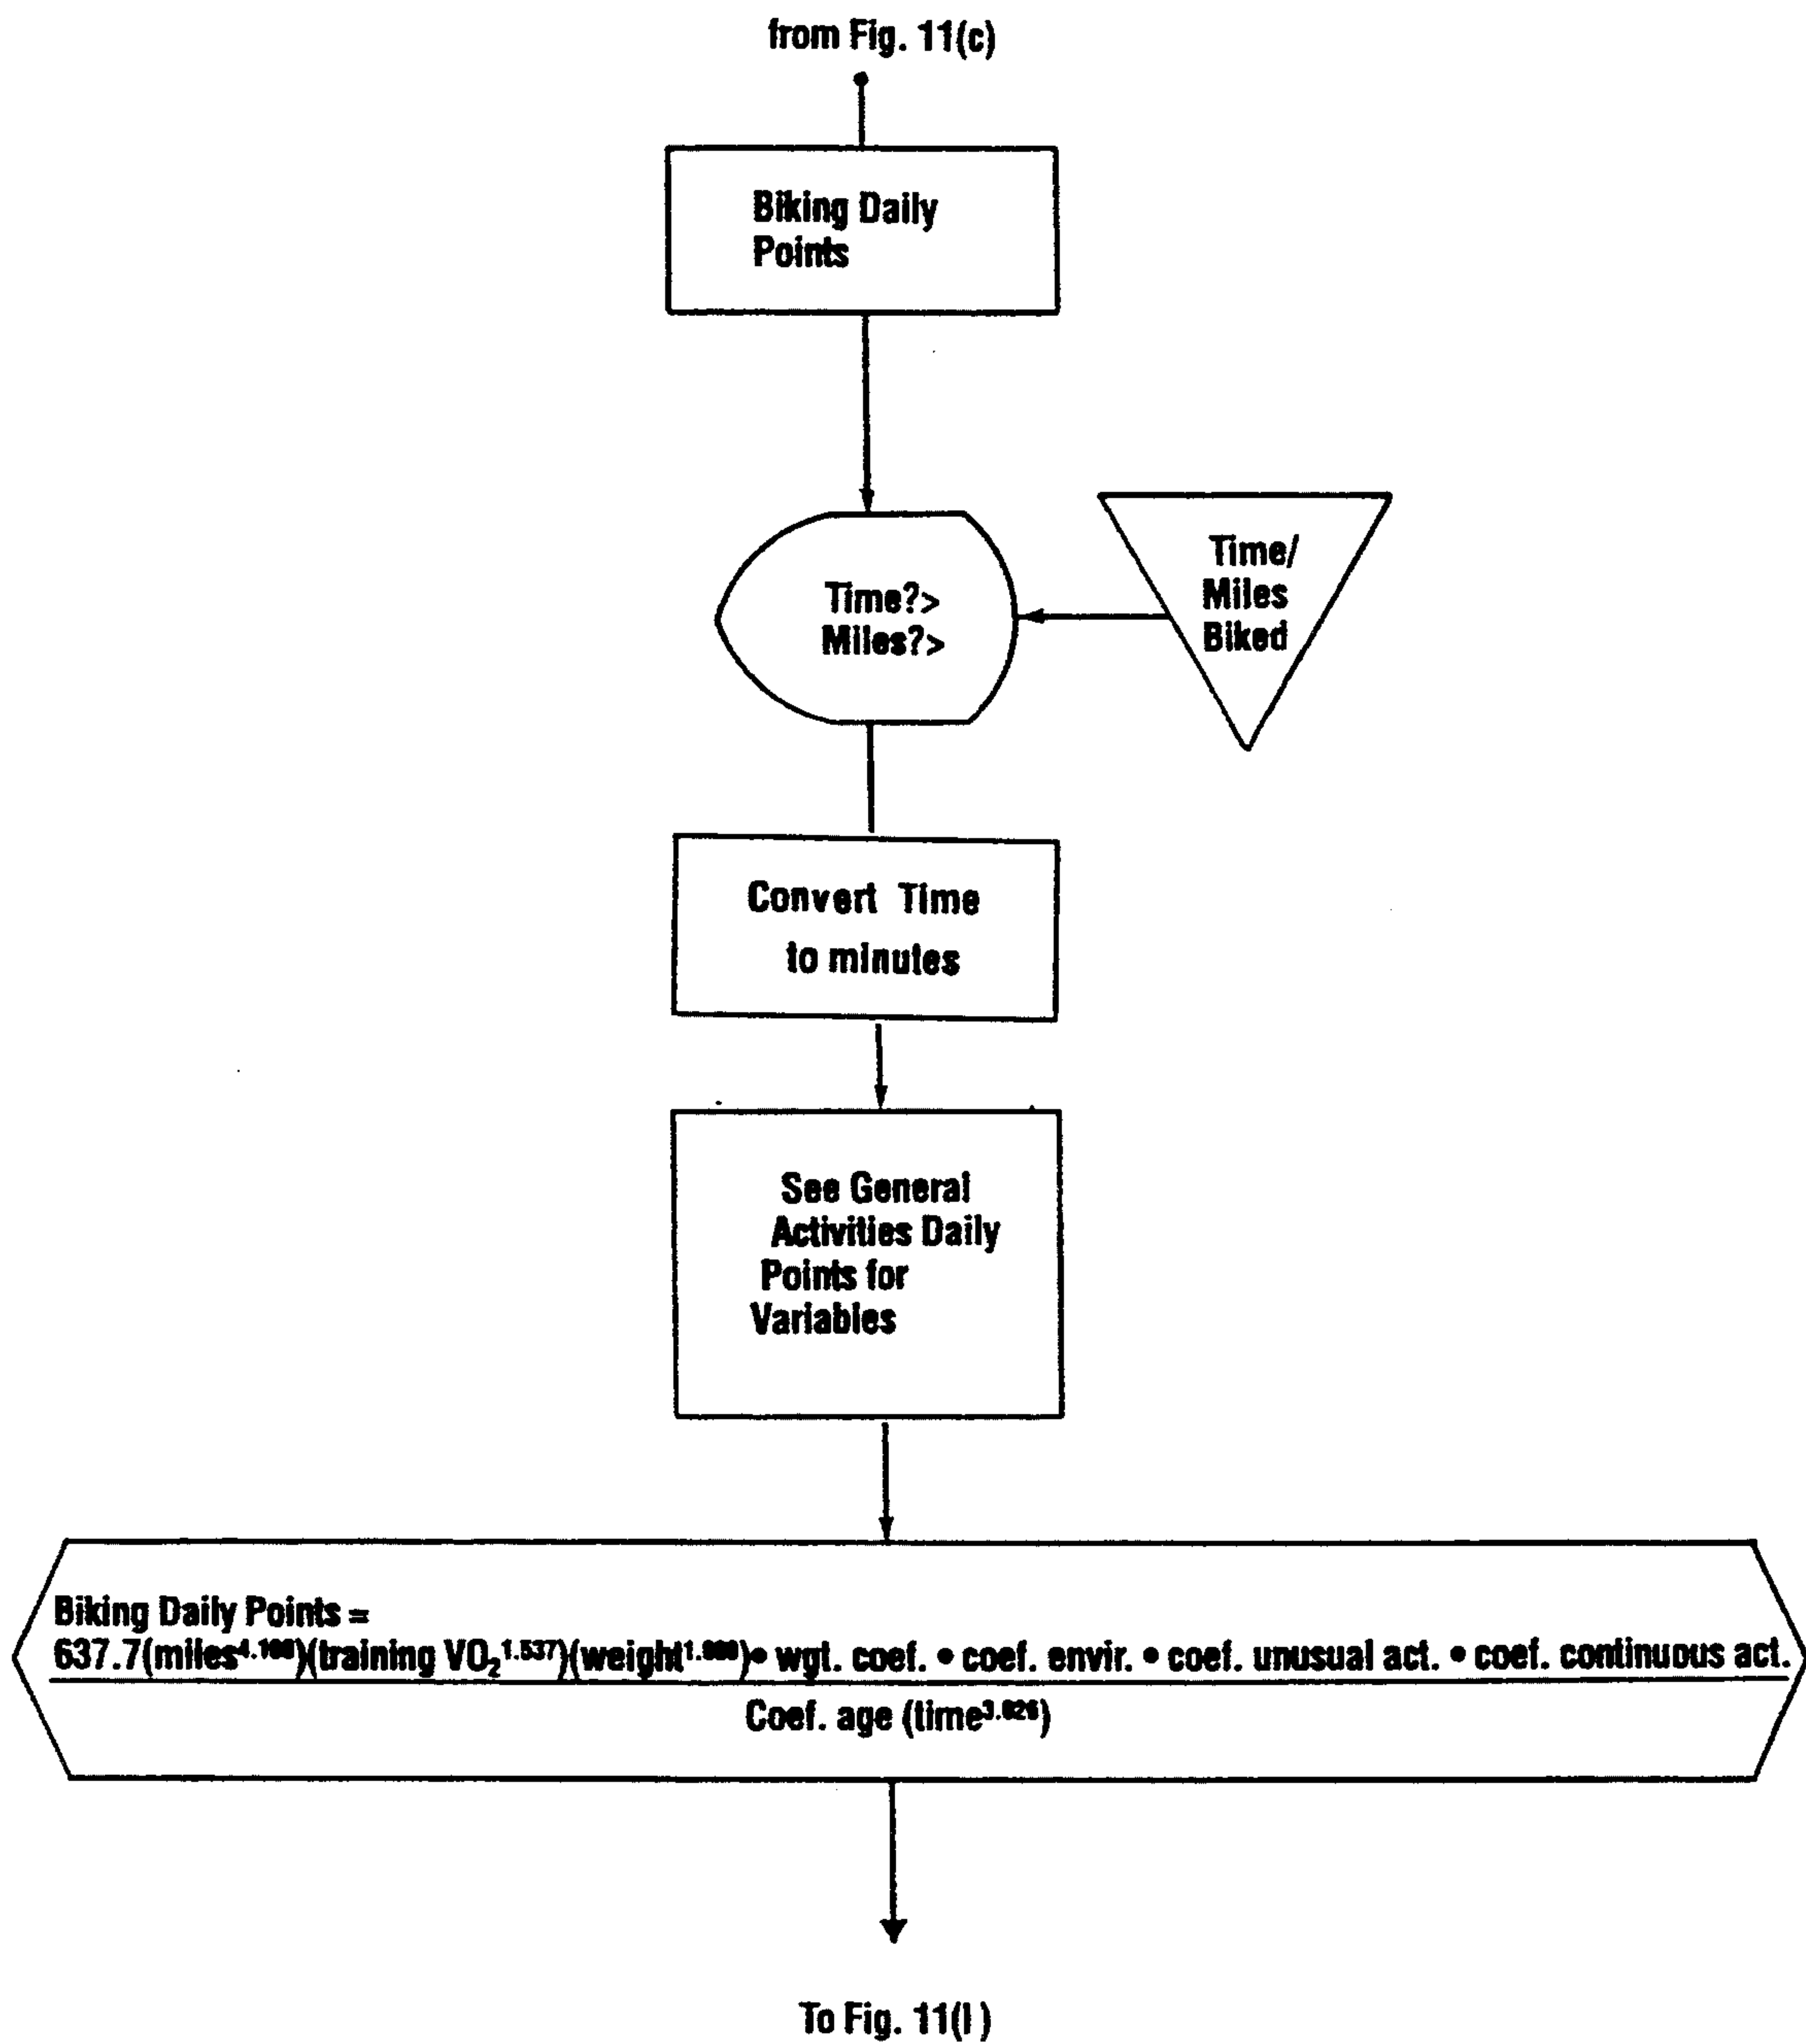 from Fig. 11(c)
Biking Daily
Points
Time?>
Miles?>
Time/
Miles
Biked
Convert Time
to minutes
See General
Activities Daily
Points for
Variables
Biking Daily Points =
637.7(miles)(training VO₂¹·⁵³⁷)(weight)• wgt. coef. • coef. envir. • coef. unusual act. • coef. continuous act.
Coef. age (time)
To Fig. 11(l)